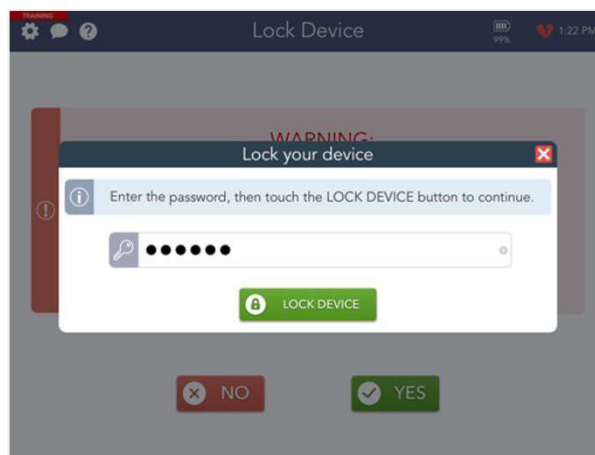 TRAINING
Lock Device
99%
1:22 PM
WARNING:
Lock your device
Enter the password, then touch the LOCK DEVICE button to continue.
LOCK DEVICE
NO
YES